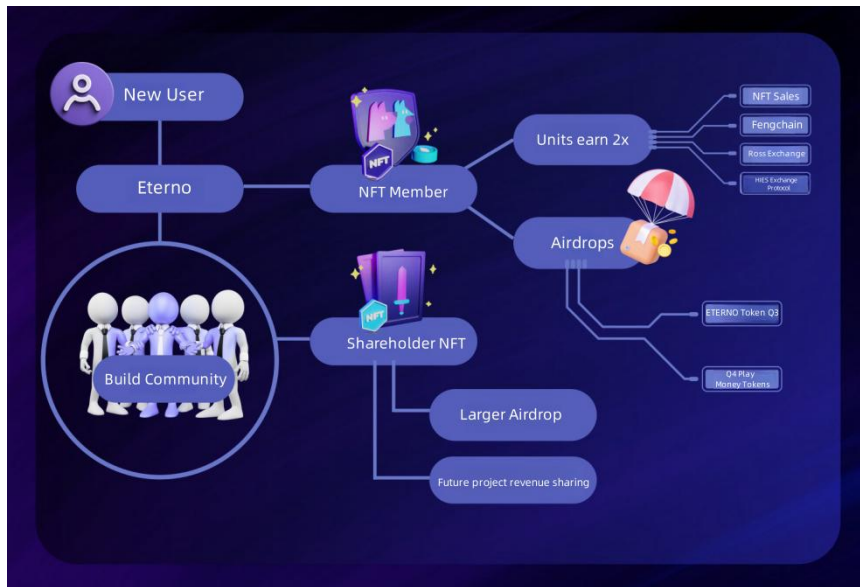 New User
Eterno
Build Community
NFT
NFT Member
NFT
Shareholder NFT
Larger Airdrop
Future project revenue sharing
Units earn 2x
NFT Sales
Fengchain
Ross Exchange
HIES Exchange
Protocol
Airdrops
ETERNO Token Q3
Q4 Play
Money Tokens